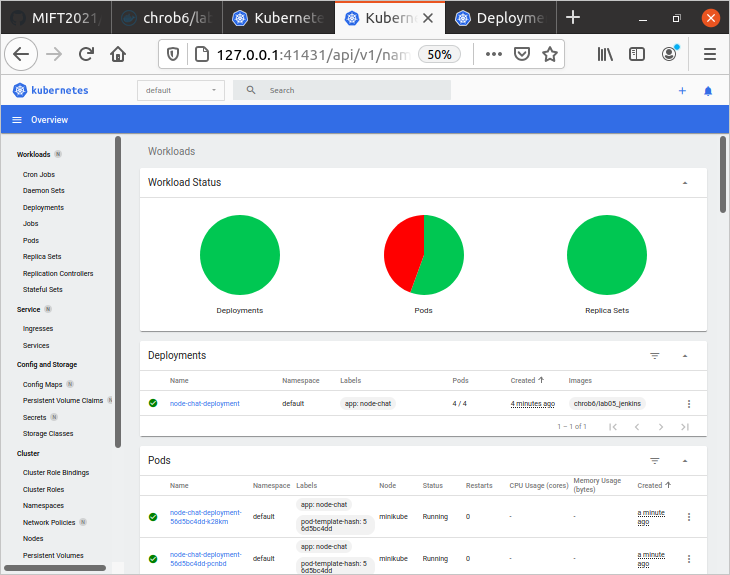 MIFT2021/
chrob6/lab
Kubernete
Kuberne
Deployme
127.0.0.1:41431/api/v1/nam
50%
kubernetes
default
Search
Overview
Workloads N
Cron Jobs
Daemon Sets
Deployments
Jobs
Pods
Replica Sets
Replication Controllers
Stateful Sets
Service N
Ingresses
Services
Config and Storage
Config Maps N
Persistent Volume Claims N
Secrets N
Storage Classes
Cluster
Cluster Role Bindings
Cluster Roles
Namespaces
Network Policies N
Nodes
Persistent Volumes
Workloads
Workload Status
Deployments
Pods
Replica Sets
Deployments
Name Namespace Labels Pods Created Images
node-chat-deployment default app: node-chat 4 / 4 4 minutes ago chrob6/lab05_jenkins
1 – 1 of 1
Pods
Name Namespace Labels Node Status Restarts CPU Usage (cores) Memory Usage (bytes) Created
node-chat-deployment-
56d5bc4dd-k28km
default
app: node-chat
pod-template-hash: 5
6d5bc4dd
minikube
Running
0
-
-
a minute
ago
node-chat-deployment-
56d5bc4dd-pcnbd
default
app: node-chat
pod-template-hash: 5
6d5bc4dd
minikube
Running
0
-
-
a minute
ago